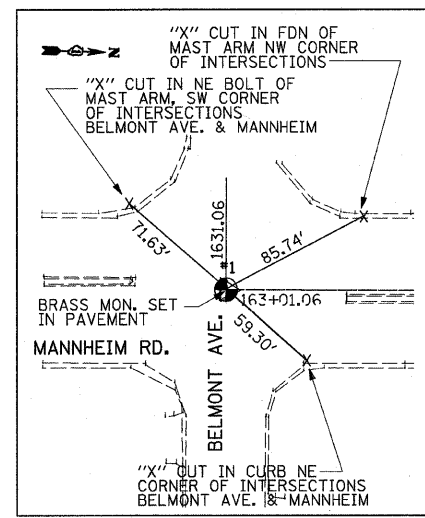 "X" CUT IN FDN OF
MAST ARM NW CORNER
OF INTERSECTIONS
N
"X" CUT IN NE BOLT OF
MAST ARM, SW CORNER
OF INTERSECTIONS
BELMONT AVE. & MANNHEIM
X
X
71.63'
1631.06
85.74'
#1
163+01.06
BRASS MON. SET
IN PAVEMENT
59.30'
MANNHEIM RD.
BELMONT AVE.
X
"X" CUT IN CURB NE
CORNER OF INTERSECTIONS
BELMONT AVE. & MANNHEIM